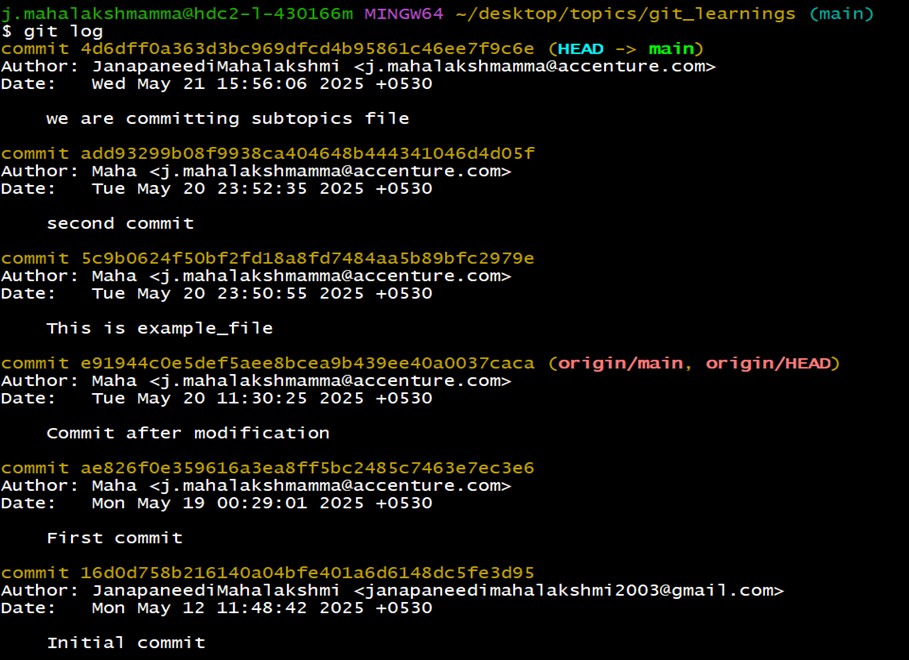 j.mahalakshmamma@hdc2-l-430166m MINGW64 ~/desktop/topics/git_learnings (main)
$ git log
commit 4d6dff0a363d3bc969dfcd4b95861c46ee7f9c6e (HEAD -> main)
Author: JanapaneediMahalakshmi <j.mahalakshmamma@accenture.com>
Date:   Wed May 21 15:56:06 2025 +0530
we are committing subtopics file
commit add93299b08f9938ca404648b444341046d4d05f
Author: Maha <j.mahalakshmamma@accenture.com>
Date:   Tue May 20 23:52:35 2025 +0530
second commit
commit 5c9b0624f50bf2fd18a8fd7484aa5b89bfc2979e
Author: Maha <j.mahalakshmamma@accenture.com>
Date:   Tue May 20 23:50:55 2025 +0530
This is example_file
commit e91944c0e5def5aee8bcea9b439ee40a0037caca (origin/main, origin/HEAD)
Author: Maha <j.mahalakshmamma@accenture.com>
Date:   Tue May 20 11:30:25 2025 +0530
Commit after modification
commit ae826f0e359616a3ea8ff5bc2485c7463e7ec3e6
Author: Maha <j.mahalakshmamma@accenture.com>
Date:   Mon May 19 00:29:01 2025 +0530
First commit
commit 16d0d758b216140a04bfe401a6d6148dc5fe3d95
Author: JanapaneediMahalakshmi <janapaneedimahalakshmi2003@gmail.com>
Date:   Mon May 12 11:48:42 2025 +0530
Initial commit